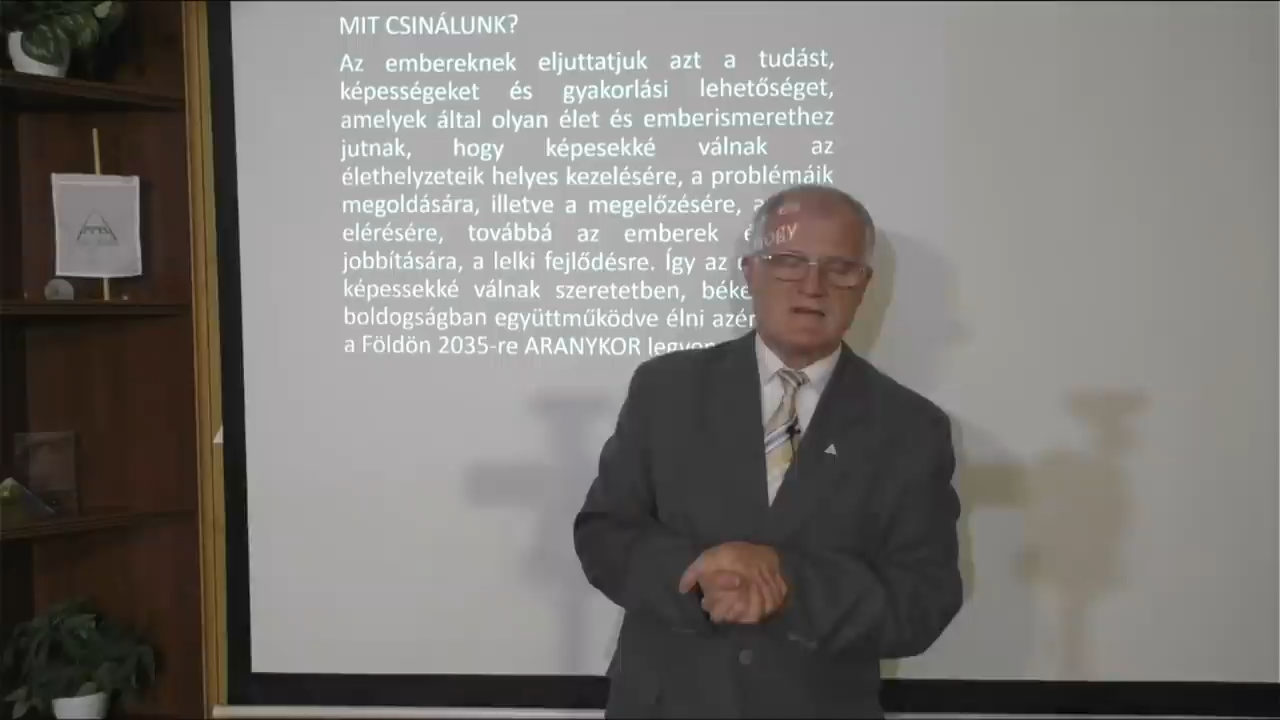 MIT CSINÁLUNK?
Az embereknek eljuttatjuk azt a tudást,
képességeket és gyakorlási lehetőséget,
amelyek által olyan élet és emberismerethez
jutnak, hogy képesekké válnak az
élethelyzeteik helyes kezelésére, a problémáik
megoldására, illetve a megelőzésére, a
elérésére, továbbá az emberek hogy
jobbítására, a lelki fejlődésre. Így az
képessekké válnak szeretetben,
boldogságban együttműködve élni
a Földön 2035-re ARANYKOR